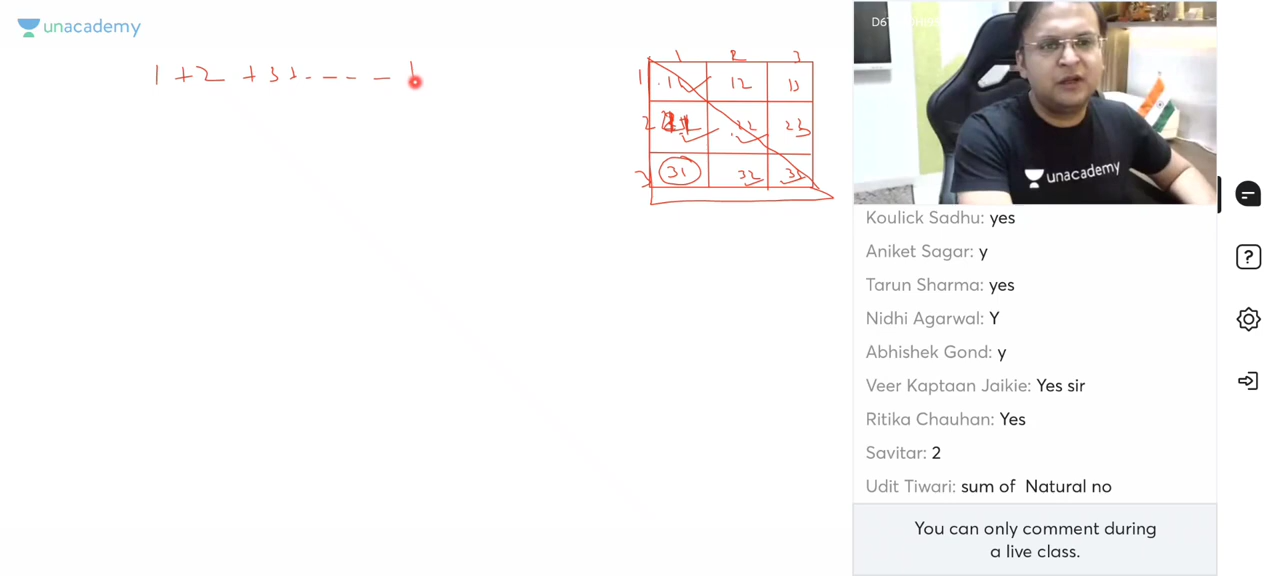 unacademy
1 + 2 + 3 + - - - - 1
1 2 3
1 11 12 13
2 21 22 23
3 31 32 33
unacademy
Koulick Sadhu: yes
Aniket Sagar: y
Tarun Sharma: yes
Nidhi Agarwal: Y
Abhishek Gond: y
Veer Kaptaan Jaikie: Yes sir
Ritika Chauhan: Yes
Savitar: 2
Udit Tiwari: sum of Natural no
You can only comment during
a live class.